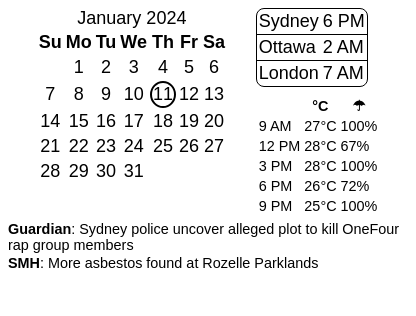 January 2024
Su Mo Tu We Th Fr Sa
1 2 3 4 5 6
7 8 9 10 11 12 13
14 15 16 17 18 19 20
21 22 23 24 25 26 27
28 29 30 31
Sydney 6 PM
Ottawa 2 AM
London 7 AM
°C ☂
9 AM 27°C 100%
12 PM 28°C 67%
3 PM 28°C 100%
6 PM 26°C 72%
9 PM 25°C 100%
Guardian: Sydney police uncover alleged plot to kill OneFour
rap group members
SMH: More asbestos found at Rozelle Parklands